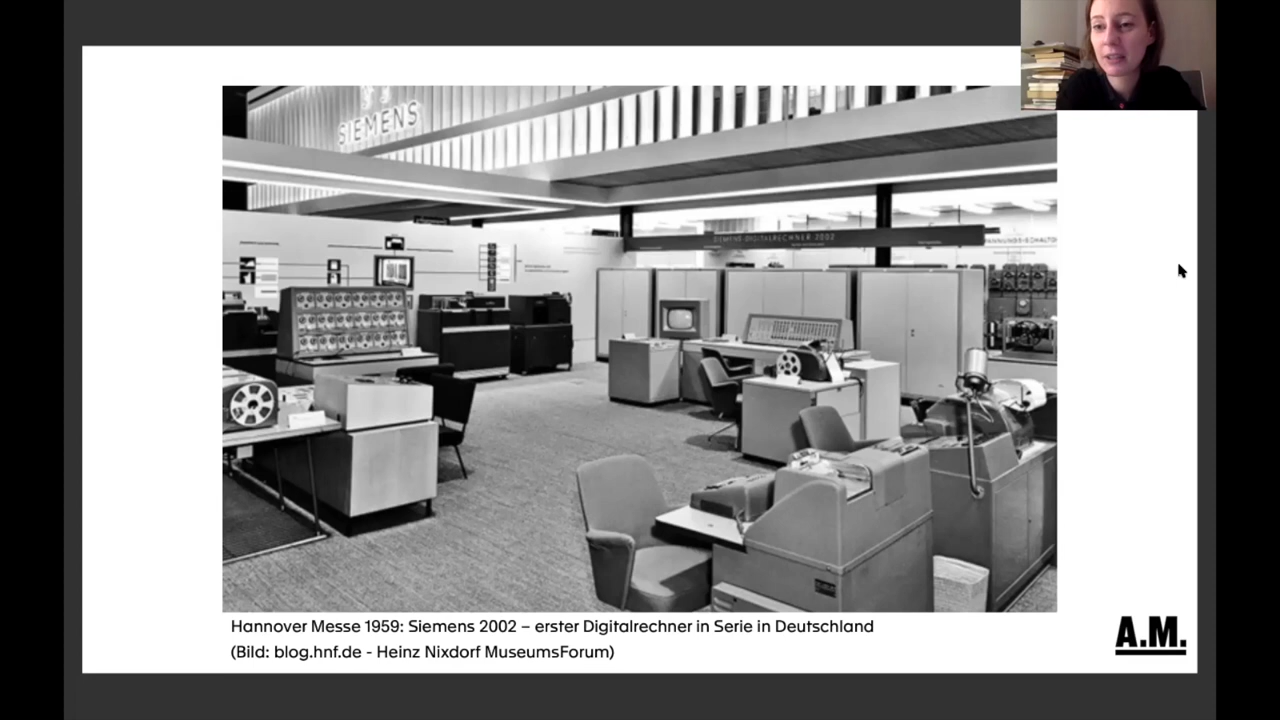 SIEMENS
SIEMENS DIGITALRECHNER 2002
Hannover Messe 1959: Siemens 2002 – erster Digitalrechner in Serie in Deutschland
(Bild: blog.hnf.de - Heinz Nixdorf MuseumsForum)
A.M.